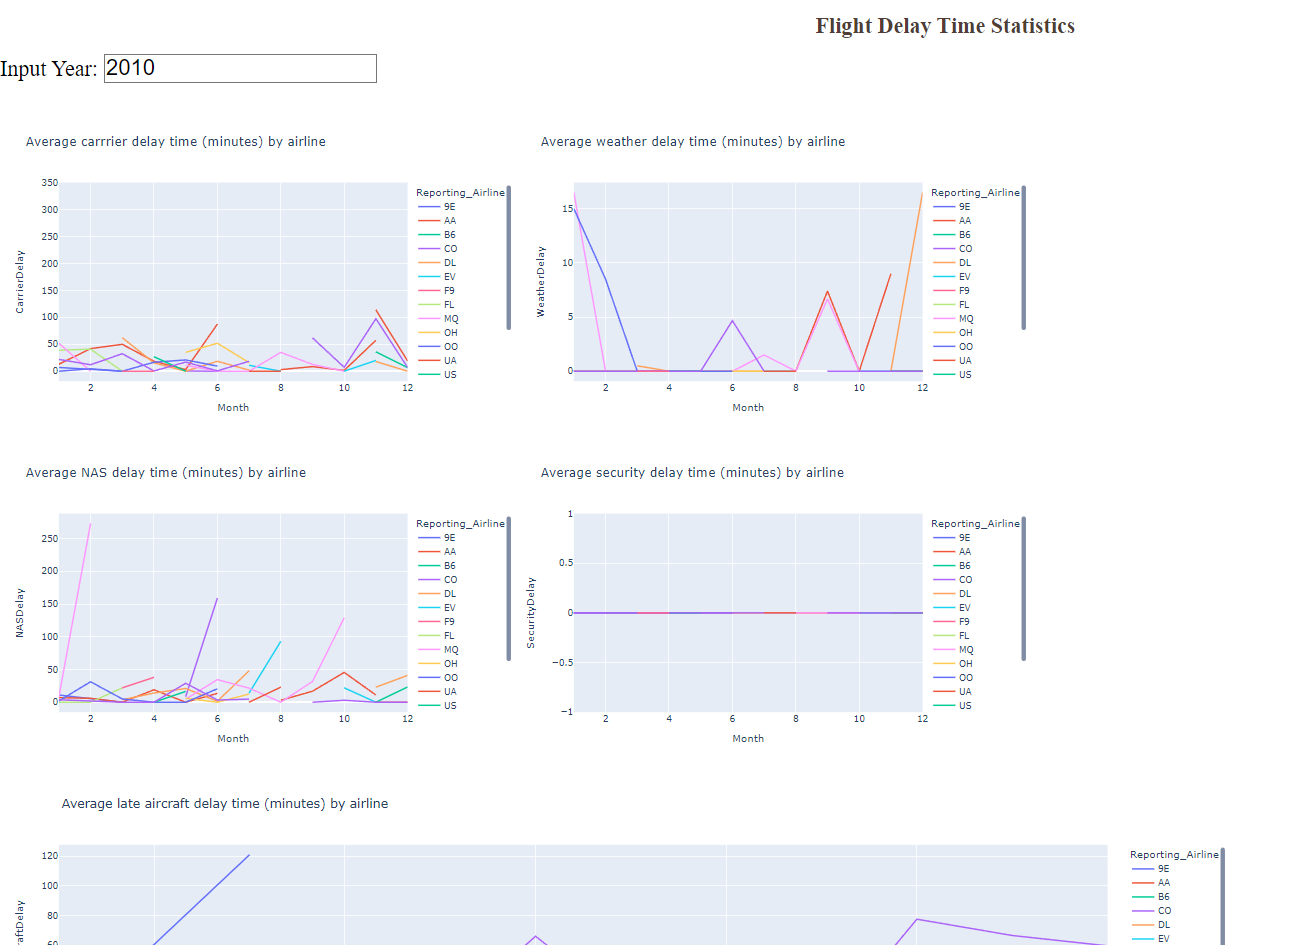 Flight Delay Time Statistics
Input Year: 2010
Average carrrier delay time (minutes) by airline
350
300
250
200
150
100
50
0
CarrierDelay
2 4 6 8 10 12
Month
Reporting_Airline
9E
AA
B6
CO
DL
EV
F9
FL
MQ
OH
OO
UA
US
Average weather delay time (minutes) by airline
15
10
5
0
WeatherDelay
2 4 6 8 10 12
Month
Reporting_Airline
9E
AA
B6
CO
DL
EV
F9
FL
MQ
OH
OO
UA
US
Average NAS delay time (minutes) by airline
250
200
150
100
50
0
NASDelay
2 4 6 8 10 12
Month
Reporting_Airline
9E
AA
B6
CO
DL
EV
F9
FL
MQ
OH
OO
UA
US
Average security delay time (minutes) by airline
1
0.5
0
−0.5
−1
SecurityDelay
2 4 6 8 10 12
Month
Reporting_Airline
9E
AA
B6
CO
DL
EV
F9
FL
MQ
OH
OO
UA
US
Average late aircraft delay time (minutes) by airline
120
100
80
60
raftDelay
Reporting_Airline
9E
AA
B6
CO
DL
EV